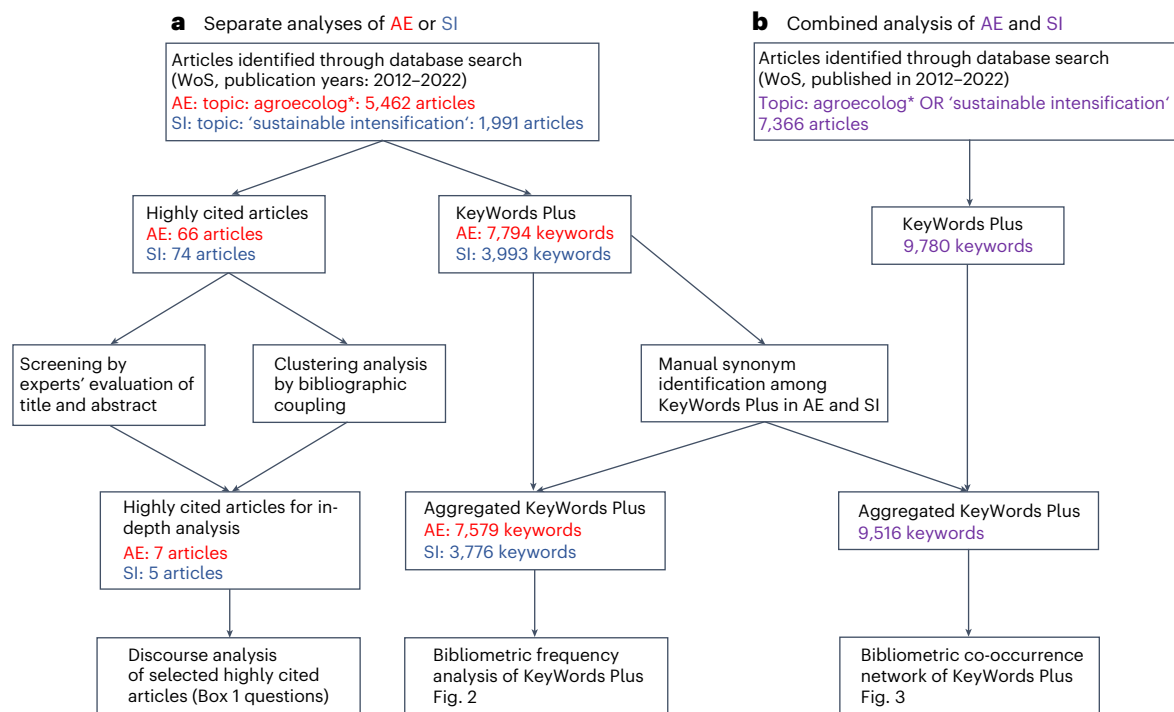 a Separate analyses of AE or SI
Articles identified through database search
(WoS, publication years: 2012–2022)
AE: topic: agroecolog*: 5,462 articles
SI: topic: ‘sustainable intensification‘: 1,991 articles
Highly cited articles
AE: 66 articles
SI: 74 articles
KeyWords Plus
AE: 7,794 keywords
SI: 3,993 keywords
Screening by
experts’ evaluation of
title and abstract
Clustering analysis
by bibliographic
coupling
Manual synonym
identification among
KeyWords Plus in AE and SI
Highly cited articles for in-
depth analysis
AE: 7 articles
SI: 5 articles
Aggregated KeyWords Plus
AE: 7,579 keywords
SI: 3,776 keywords
Discourse analysis
of selected highly cited
articles (Box 1 questions)
Bibliometric frequency
analysis of KeyWords Plus
Fig. 2
b Combined analysis of AE and SI
Articles identified through database search
(WoS, published in 2012–2022)
Topic: agroecolog* OR ‘sustainable intensification‘
7,366 articles
KeyWords Plus
9,780 keywords
Aggregated KeyWords Plus
9,516 keywords
Bibliometric co-occurrence
network of KeyWords Plus
Fig. 3